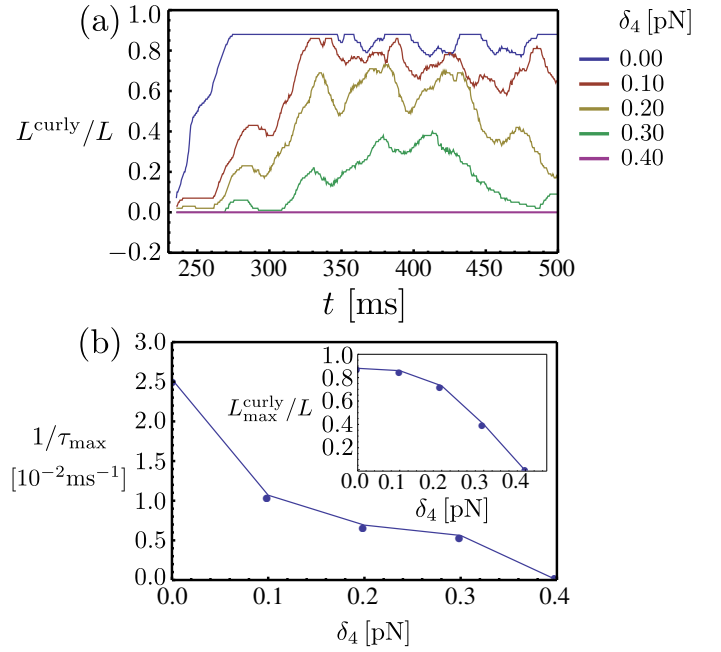 (a)
δ₄ [pN]
1.0
0.8
0.6
0.4
0.2
0.0
−0.2
L^curly/L
0.00
0.10
0.20
0.30
0.40
250 300 350 400 450 500
t [ms]
(b)
3.0
2.5
2.0
1.5
1.0
0.5
0.0
1/τ_max
[10⁻²ms⁻¹]
L^curly_max/L
1.0
0.8
0.6
0.4
0.2
0.0 0.1 0.2 0.3 0.4
δ₄ [pN]
0.0 0.1 0.2 0.3 0.4
δ₄ [pN]